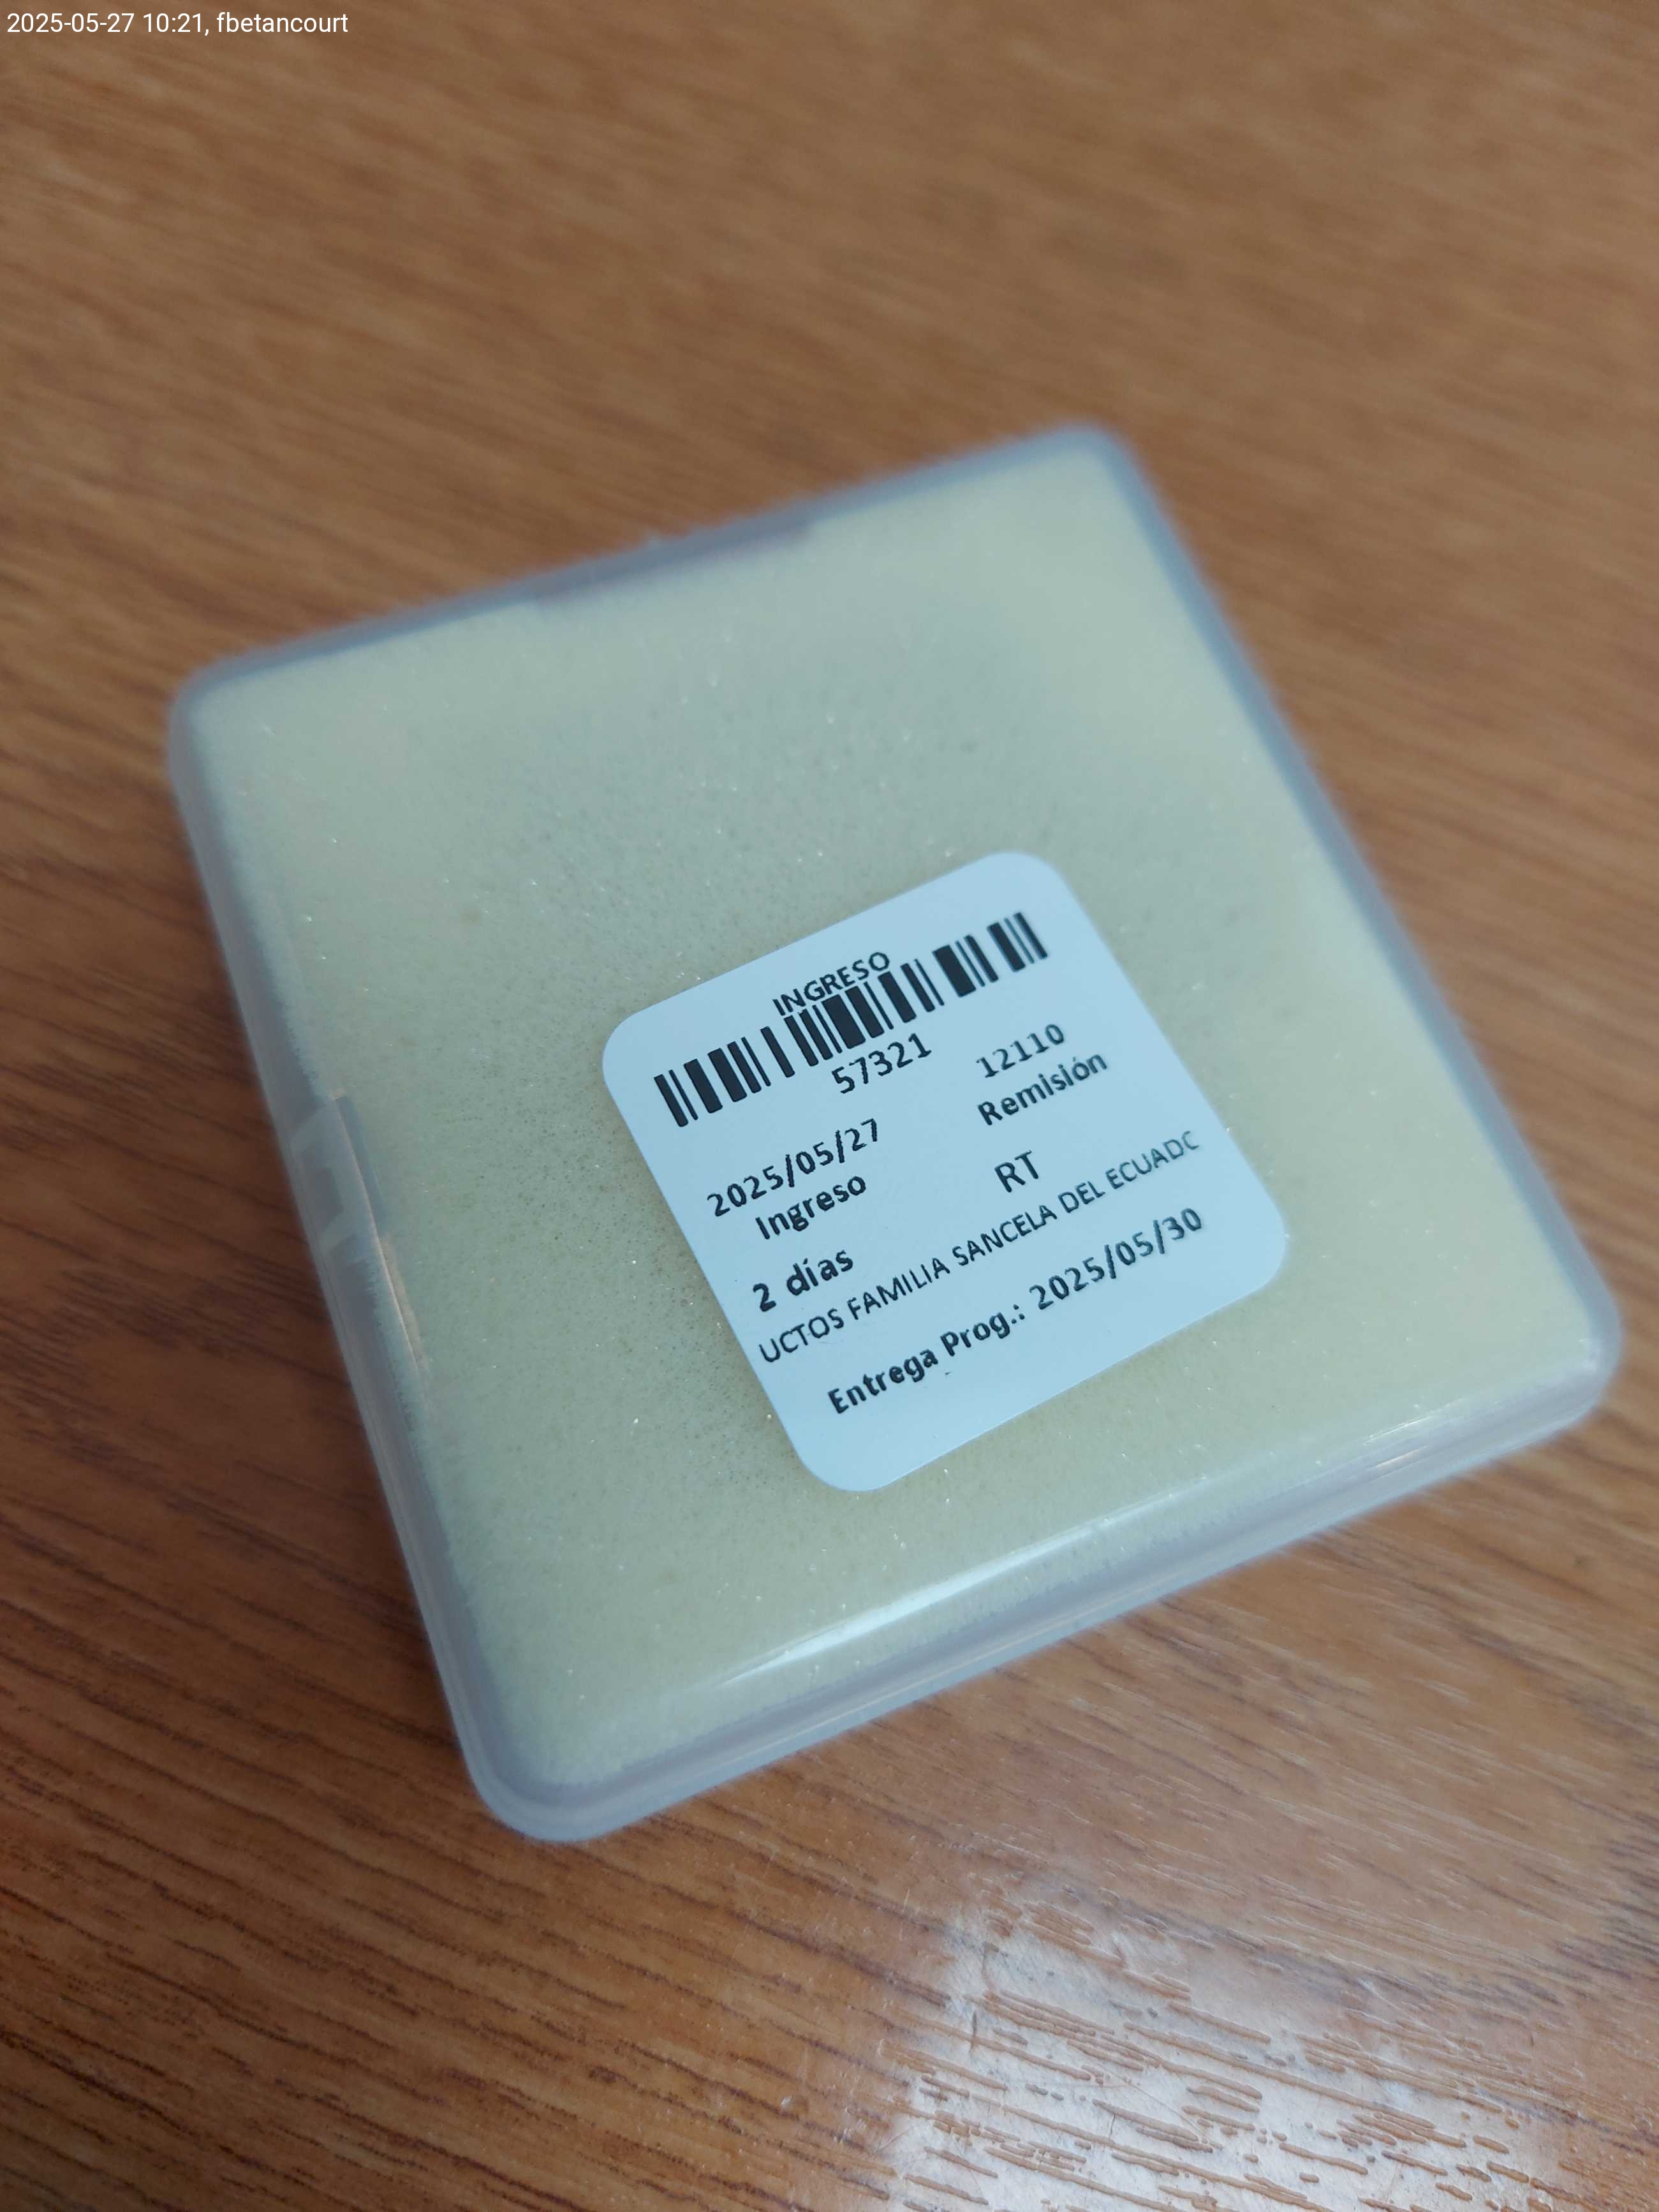 2025-05-27 10:21, fbetancourt
INGRESO
57321
12110
2025/05/27
Remisión
Ingreso
RT
2 días
UCTOS FAMILIA SANCELA DEL ECUADC
Entrega Prog.: 2025/05/30